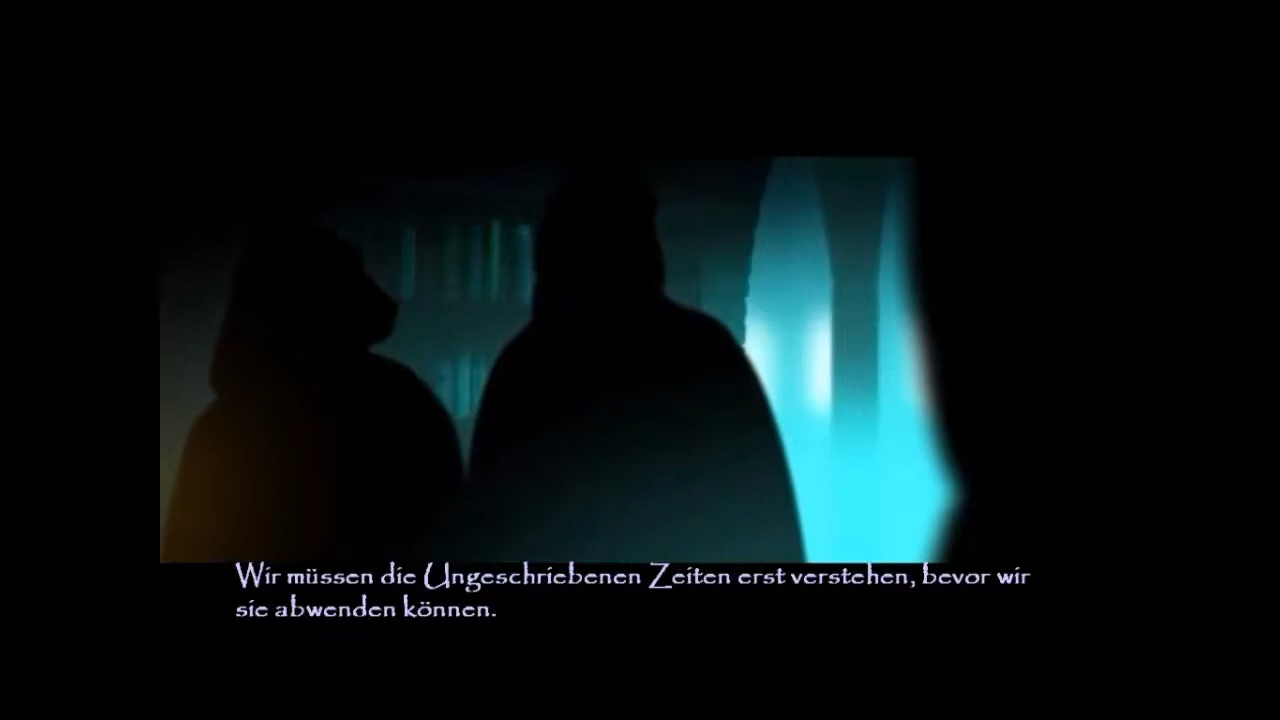 Wir müssen die Ungeschriebenen Zeiten erst verstehen, bevor wir
sie abwenden können.